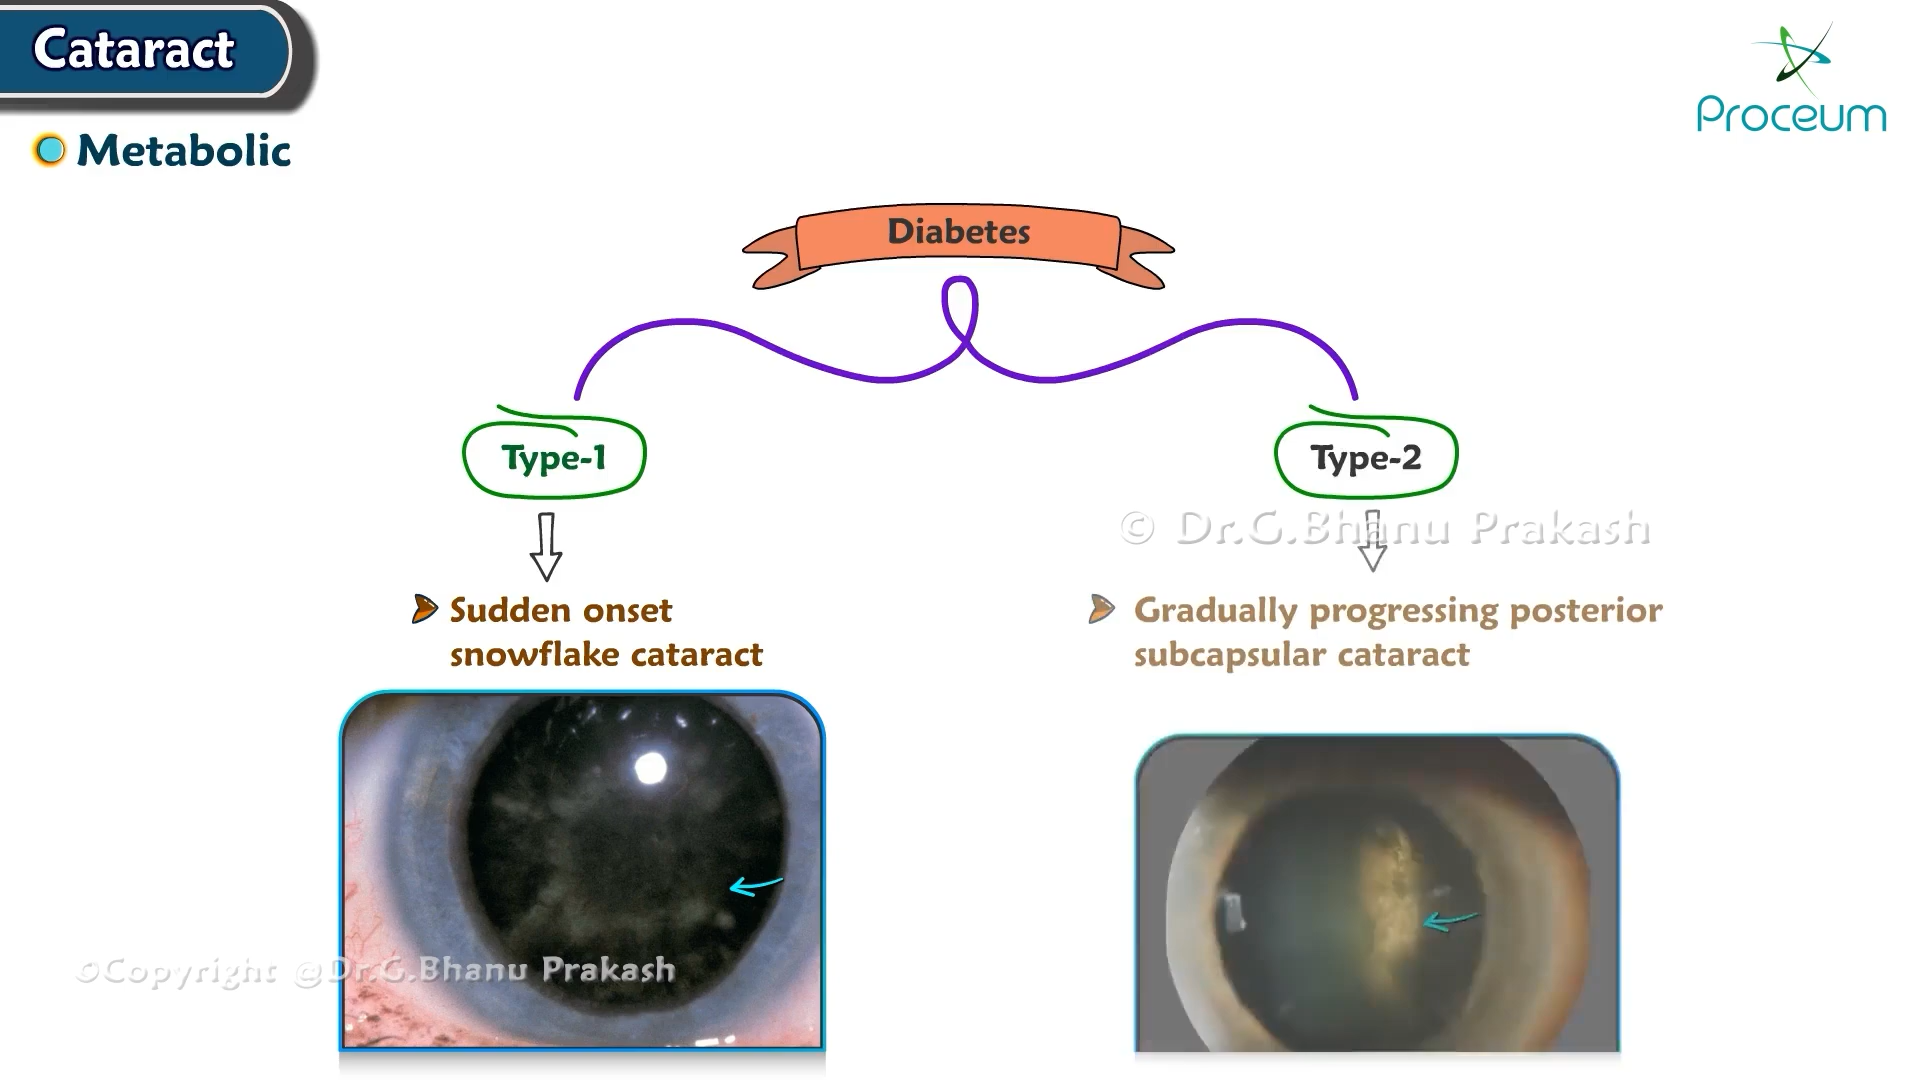 Cataract
Proceum
Metabolic
Diabetes
Type-1
Type-2
© Dr.G.Bhanu Prakash
Sudden onset
snowflake cataract
Gradually progressing posterior
subcapsular cataract
©Copyright @Dr.G.Bhanu Prakash